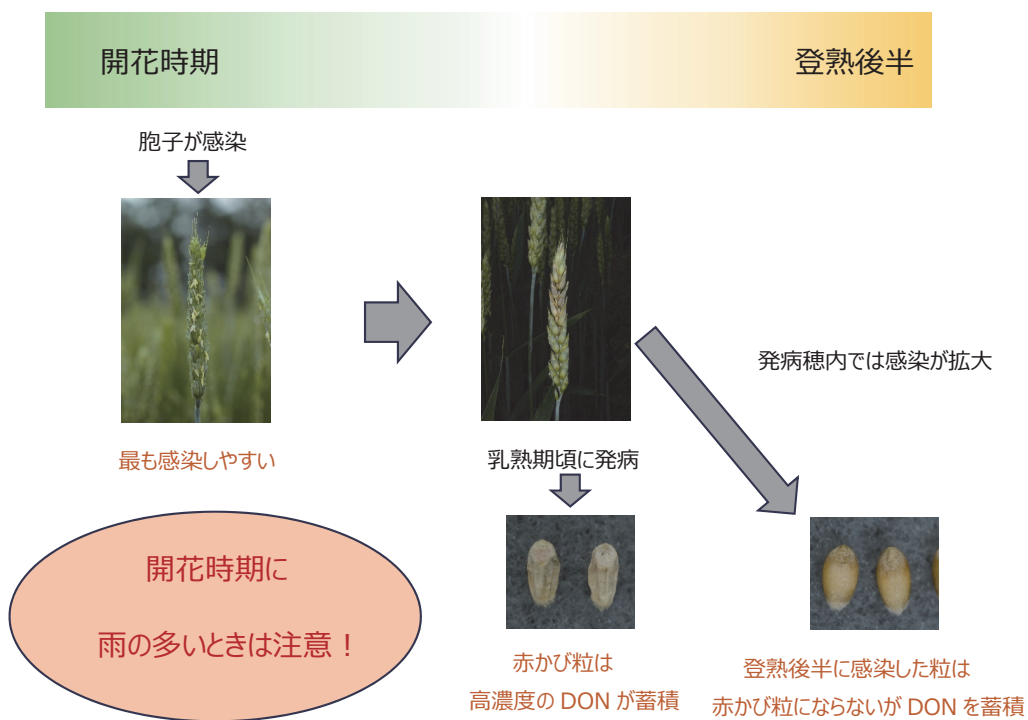 開花時期
登熟後半
胞子が感染
最も感染しやすい
乳熟期頃に発病
発病穂内では感染が拡大
開花時期に
雨の多いときは注意！
赤かび粒は
高濃度の DON が蓄積
登熟後半に感染した粒は
赤かび粒にならないが DON を蓄積